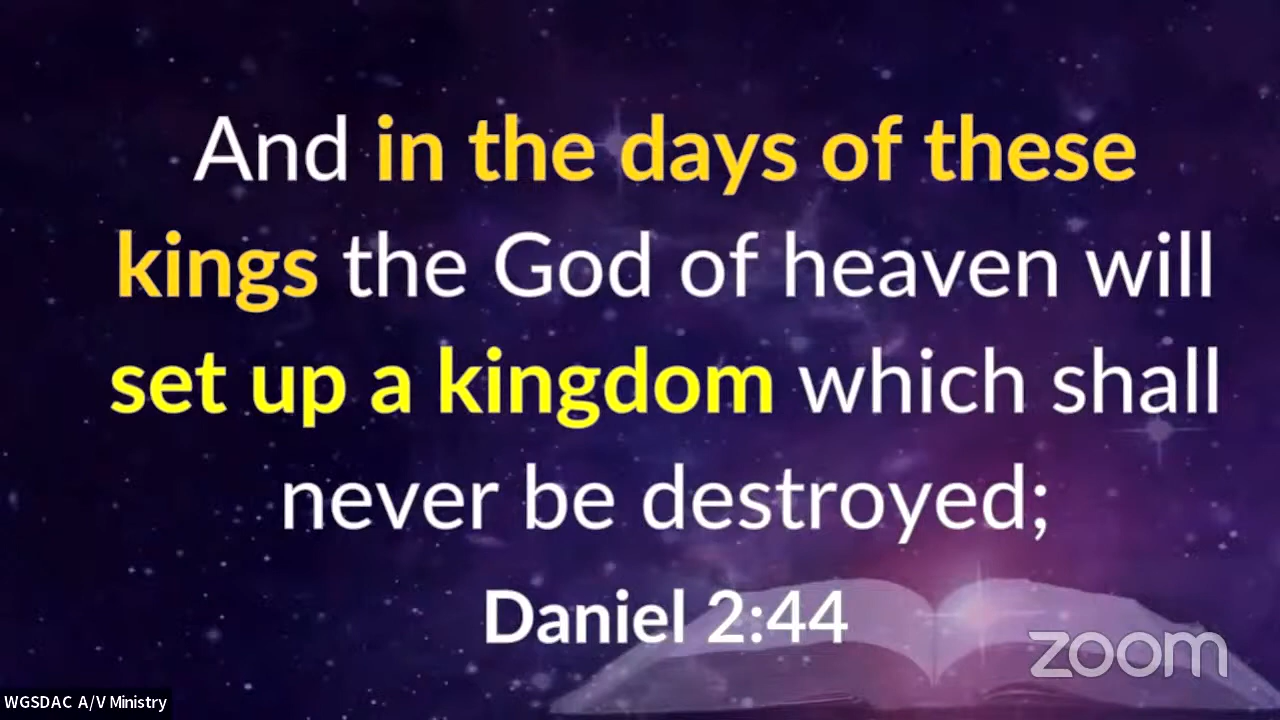 And in the days of these
kings the God of heaven will
set up a kingdom which shall
never be destroyed;
Daniel 2:44
zoom
WGSDAC A/V Ministry